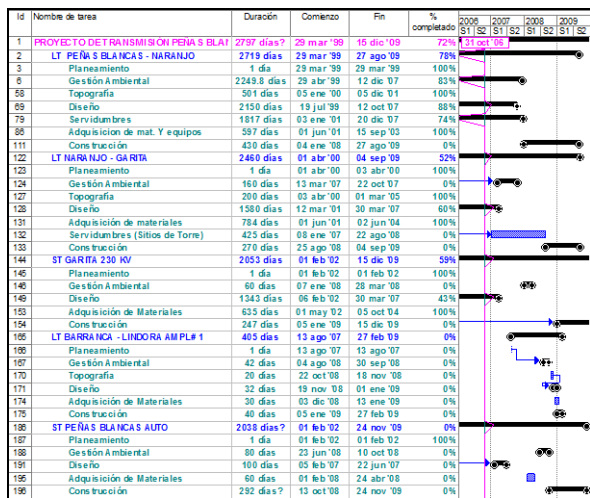 Id Nombre de tarea Duración Comienzo Fin % completado 2006 2007 2008 2009
S1 S2 S1 S2 S1 S2 S1 S2
1 PROYECTO DE TRANSMISIÓN PEÑAS BLAN 2797 días? 29 mar '99 15 dic '09 72% 31 oct '06
2 LT PEÑAS BLANCAS - NARANJO 2719 días 29 mar '99 27 ago '09 78%
3 Planeamiento 1 día 29 mar '99 29 mar '99 100%
6 Gestión Ambiental 2249.8 días 29 abr '99 12 dic '07 83%
58 Topografía 501 días 05 ene '00 05 dic '01 100%
69 Diseño 2150 días 19 jul '99 12 oct '07 88%
79 Servidumbres 1817 días 03 ene '01 20 dic '07 74%
86 Adquisicion de mat. Y equipos 597 días 01 jun '01 15 sep '03 100%
111 Construcción 430 días 04 ene '08 27 ago '09 0%
122 LT NARANJO - GARITA 2460 días 01 abr '00 04 sep '09 52%
123 Planeamiento 1 día 01 abr '00 03 abr '00 100%
124 Gestión Ambiental 160 días 13 mar '07 22 oct '07 0%
127 Topografía 200 días 03 abr '00 01 mar '05 100%
128 Diseño 1580 días 12 mar '01 30 mar '07 60%
131 Adquisición de materiales 784 días 01 jun '01 02 jun '04 100%
132 Servidumbres (Sitios de Torre) 425 días 08 ene '07 22 ago '08 0%
133 Construcción 270 días 25 ago '08 04 sep '09 0%
144 ST GARITA 230 KV 2053 días 01 feb '02 15 dic '09 59%
145 Planeamiento 1 día 01 feb '02 01 feb '02 100%
146 Gestión Ambiental 60 días 07 ene '08 28 mar '08 0%
149 Diseño 1343 días 06 feb '02 30 mar '07 43%
153 Adquisición de Materiales 635 días 01 may '02 05 oct '04 100%
154 Construcción 247 días 05 ene '09 15 dic '09 0%
165 LT BARRANCA - LINDORA AMPL# 1 405 días 13 ago '07 27 feb '09 0%
166 Planeamiento 1 día 13 ago '07 13 ago '07 0%
167 Gestión Ambiental 42 días 04 ago '08 30 sep '08 0%
170 Topografía 20 días 22 oct '08 18 nov '08 0%
171 Diseño 32 días 19 nov '08 01 ene '09 0%
174 Adquisición de Materiales 30 días 03 dic '08 13 ene '09 0%
175 Construcción 40 días 05 ene '09 27 feb '09 0%
186 ST PEÑAS BLANCAS AUTO 2038 días? 01 feb '02 24 nov '09 0%
187 Planeamiento 1 día 01 feb '02 01 feb '02 100%
188 Gestión Ambiental 80 días 23 jun '08 10 oct '08 0%
191 Diseño 100 días 05 feb '07 22 jun '07 0%
195 Adquisición de Materiales 60 días 01 feb '08 24 abr '08 0%
196 Construcción 292 días? 13 oct '08 24 nov '09 0%